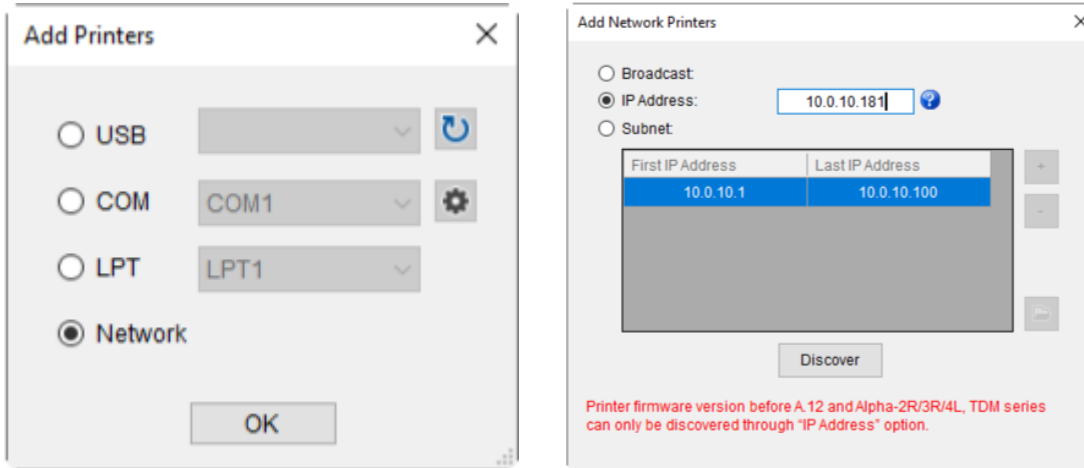 Add Printers
USB
COM
COM1
LPT
LPT1
Network
OK
Add Network Printers
Broadcast:
IP Address:
10.0.10.181
?
Subnet:
First IP Address
Last IP Address
10.0.10.1
10.0.10.100
+
-
Discover
Printer firmware version before A.12 and Alpha-2R/3R/4L, TDM series
can only be discovered through “IP Address” option.